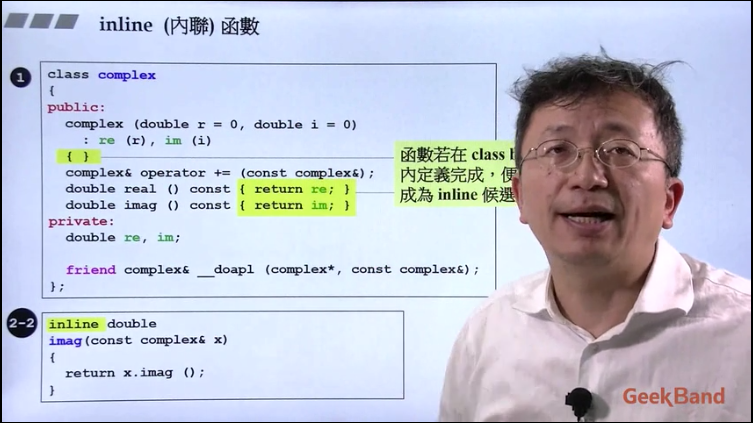 inline (內聯) 函數
1
class complex
{
public:
complex (double r = 0, double i = 0)
: re (r), im (i)
{ }
complex& operator += (const complex&);
double real () const { return re; }
double imag () const { return im; }
private:
double re, im;
friend complex& __doapl (complex*, const complex&);
};
函數若在 class
內定義完成，便
成為 inline 候選
2-2
inline double
imag(const complex& x)
{
return x.imag ();
}
GeekBand